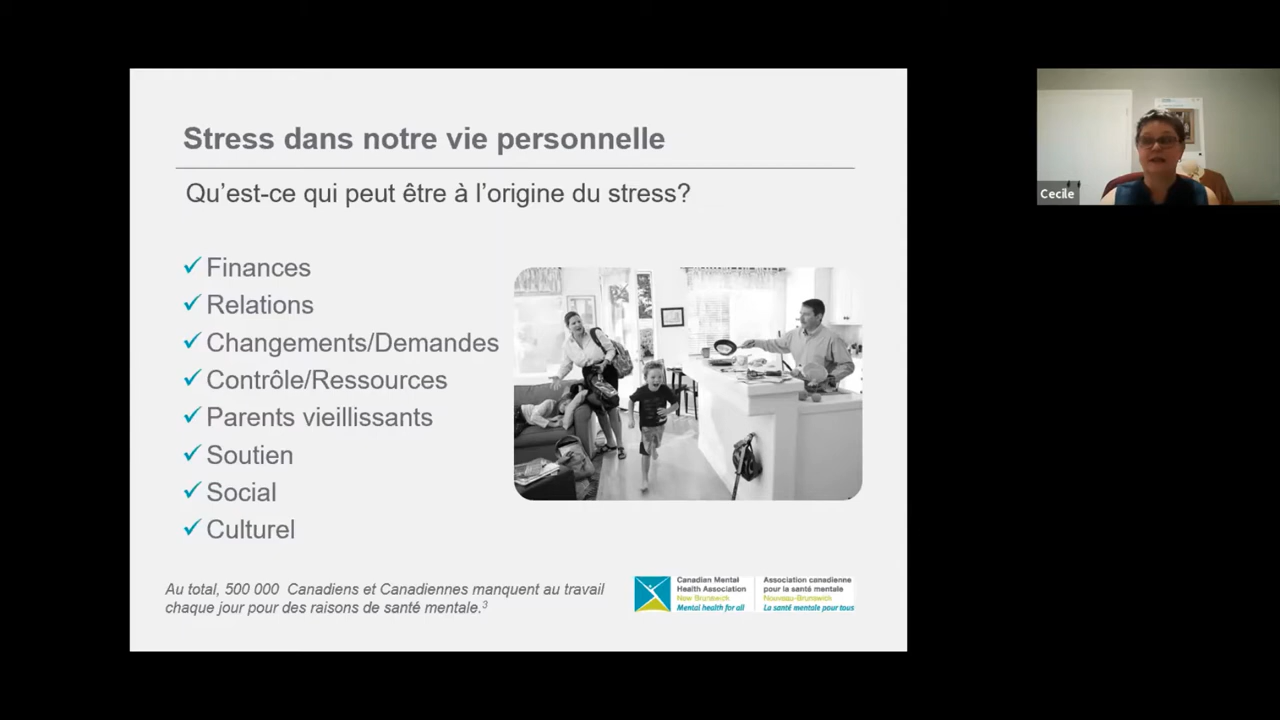 Stress dans notre vie personnelle
Qu’est-ce qui peut être à l’origine du stress?
✓Finances
✓Relations
✓Changements/Demandes
✓Contrôle/Ressources
✓Parents vieillissants
✓Soutien
✓Social
✓Culturel
Au total, 500 000 Canadiens et Canadiennes manquent au travail
chaque jour pour des raisons de santé mentale.³
Canadian Mental
Health Association
New Brunswick
Mental health for all
Association canadienne
pour la santé mentale
Nouveau-Brunswick
La santé mentale pour tous
Cecile